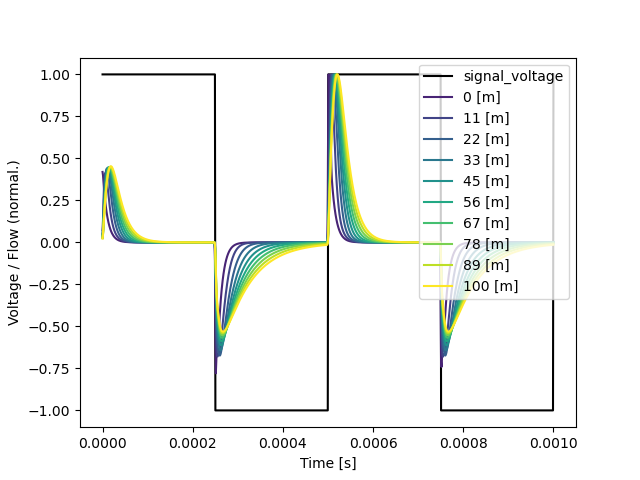 1.00
0.75
0.50
0.25
0.00
−0.25
−0.50
−0.75
−1.00
Voltage / Flow (normal.)
signal_voltage
0 [m]
11 [m]
22 [m]
33 [m]
45 [m]
56 [m]
67 [m]
78 [m]
89 [m]
100 [m]
0.0000 0.0002 0.0004 0.0006 0.0008 0.0010
Time [s]